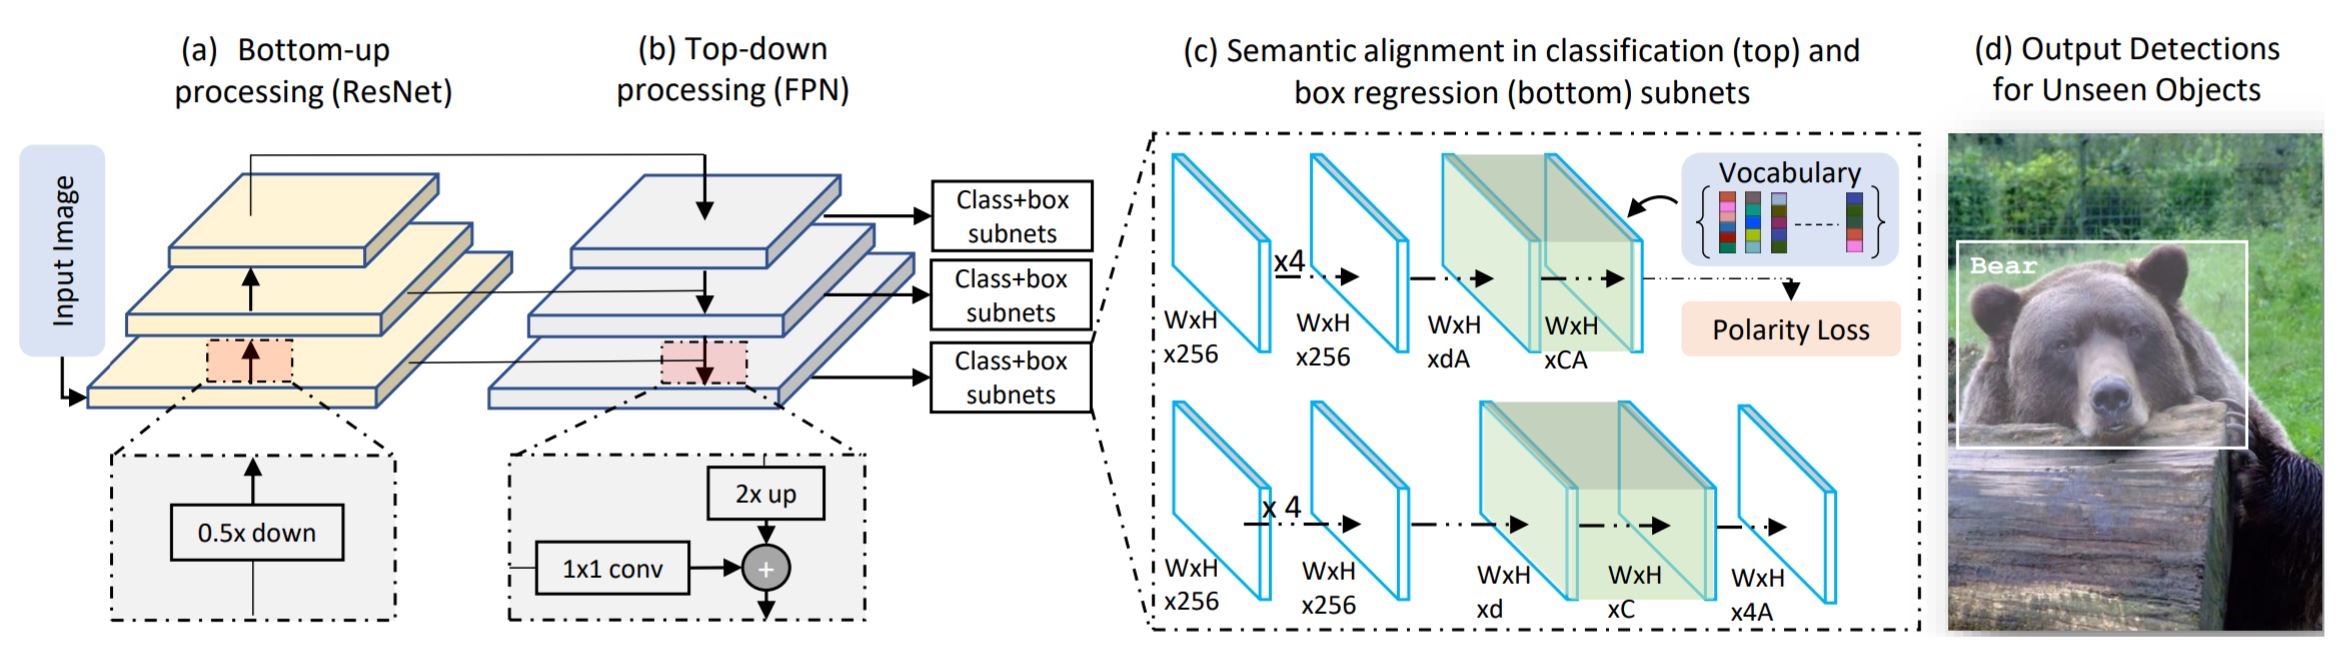 (a) Bottom-up
processing (ResNet)
(b) Top-down
processing (FPN)
(c) Semantic alignment in classification (top) and
box regression (bottom) subnets
(d) Output Detections
for Unseen Objects
Input Image
0.5x down
2x up
1x1 conv
+
Class+box
subnets
Class+box
subnets
Class+box
subnets
WxH
x256
x4
WxH
x256
WxH
xdA
WxH
xCA
Vocabulary
Polarity Loss
WxH
x256
x 4
WxH
x256
WxH
xd
WxH
xC
WxH
x4A
Bear